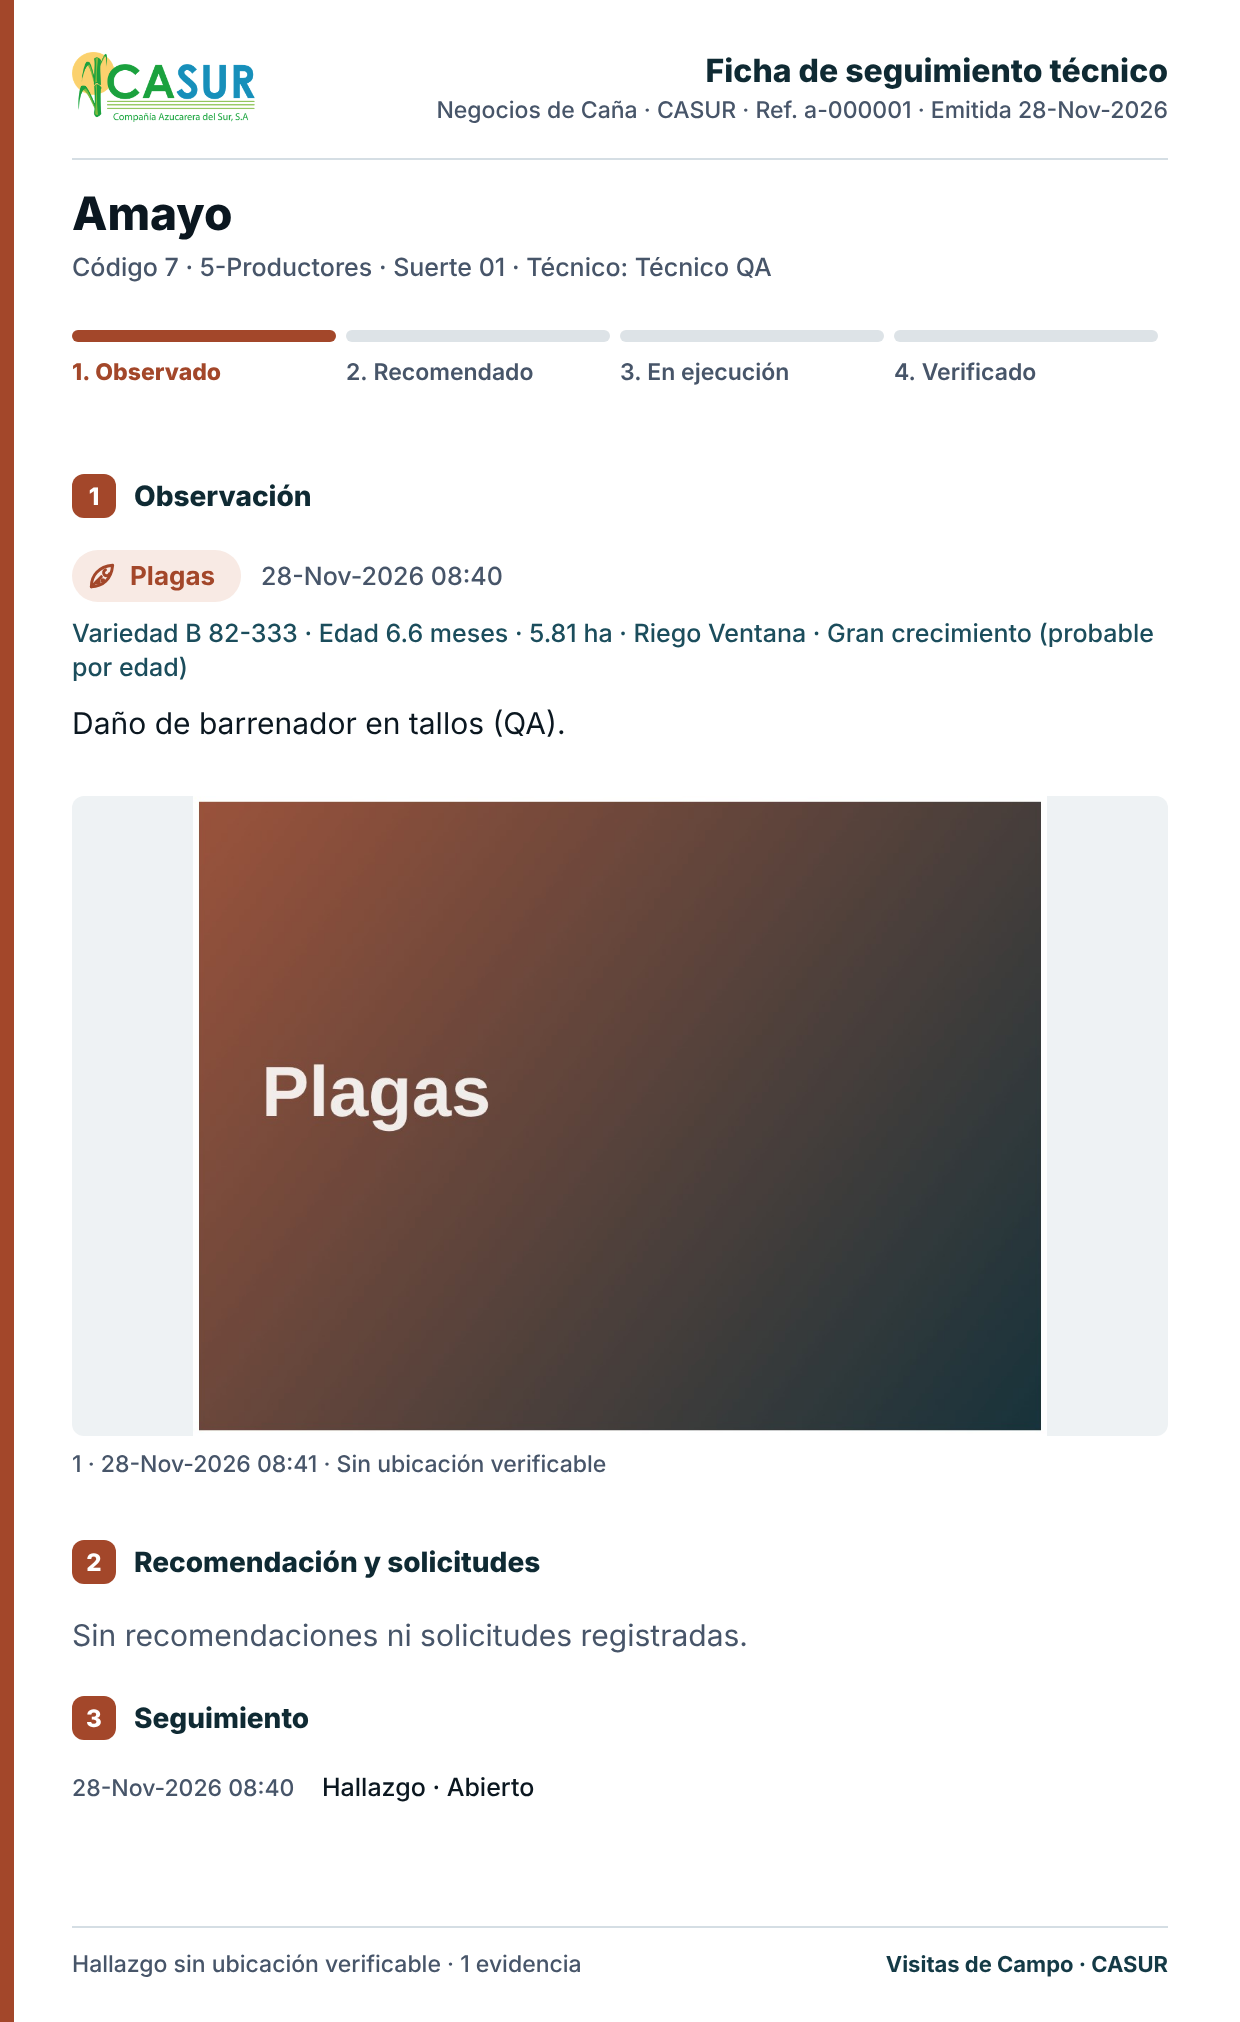 CASUR
Compañía Azucarera del Sur, S.A
Ficha de seguimiento técnico
Negocios de Caña · CASUR · Ref. a-000001 · Emitida 28-Nov-2026
Amayo
Código 7 · 5-Productores · Suerte 01 · Técnico: Técnico QA
1. Observado
2. Recomendado
3. En ejecución
4. Verificado
1 Observación
Plagas 28-Nov-2026 08:40
Variedad B 82-333 · Edad 6.6 meses · 5.81 ha · Riego Ventana · Gran crecimiento (probable
por edad)
Daño de barrenador en tallos (QA).
Plagas
1 · 28-Nov-2026 08:41 · Sin ubicación verificable
2 Recomendación y solicitudes
Sin recomendaciones ni solicitudes registradas.
3 Seguimiento
28-Nov-2026 08:40 Hallazgo · Abierto
Hallazgo sin ubicación verificable · 1 evidencia
Visitas de Campo · CASUR